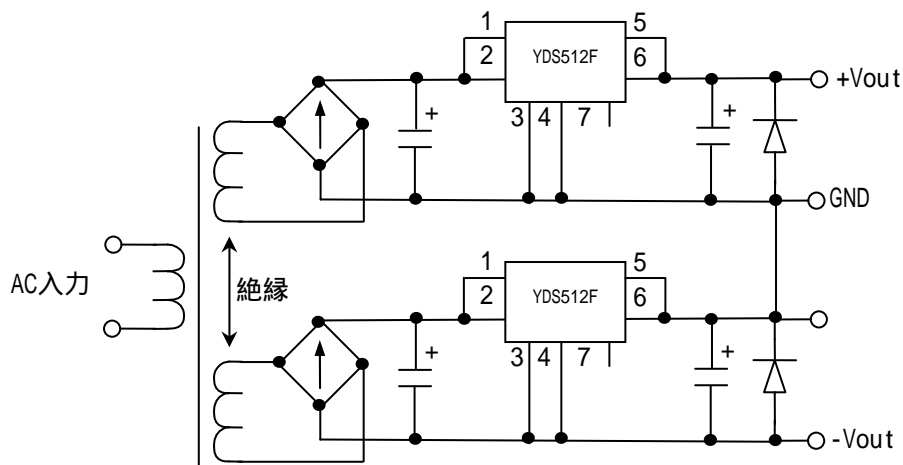 1
2
YDS512F
5
6
3 4 7
+
+
+Vout
GND
AC入力
絶縁
1
2
YDS512F
5
6
3 4 7
+
+
-Vout